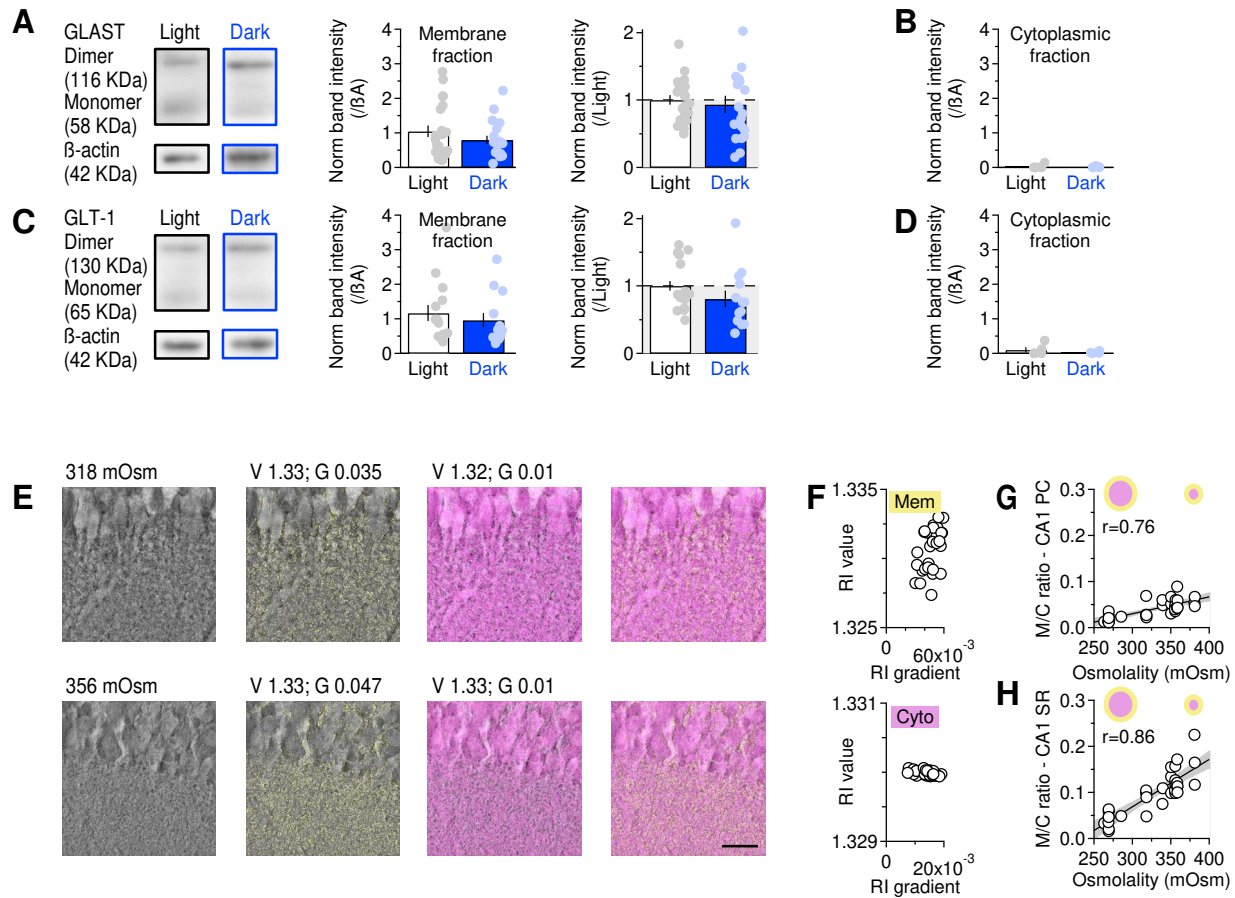 A
GLAST
Light
Dark
Dimer
(116 KDa)
Monomer
(58 KDa)
ß-actin
(42 KDa)
Norm band intensity
(/ßA)
4
3
2
1
0
Membrane
fraction
Light
Dark
Norm band intensity
(/Light)
2
1
0
Light
Dark
B
Norm band intensity
(/ßA)
4
3
2
1
0
Cytoplasmic
fraction
Light
Dark
C
GLT-1
Light
Dark
Dimer
(130 KDa)
Monomer
(65 KDa)
ß-actin
(42 KDa)
Norm band intensity
(/ßA)
4
3
2
1
0
Membrane
fraction
Light
Dark
Norm band intensity
(/Light)
2
1
0
Light
Dark
D
Norm band intensity
(/ßA)
4
3
2
1
0
Cytoplasmic
fraction
Light
Dark
E
318 mOsm
V 1.33; G 0.035
V 1.32; G 0.01
356 mOsm
V 1.33; G 0.047
V 1.33; G 0.01
F
1.335
Mem
RI value
1.325
0
60x10-3
RI gradient
1.331
Cyto
RI value
1.329
0
20x10-3
RI gradient
G
M/C ratio - CA1 PC
0.3
0.2
0.1
0.0
r=0.76
250
300
350
400
Osmolality (mOsm)
H
M/C ratio - CA1 SR
0.3
0.2
0.1
0.0
r=0.86
250
300
350
400
Osmolality (mOsm)